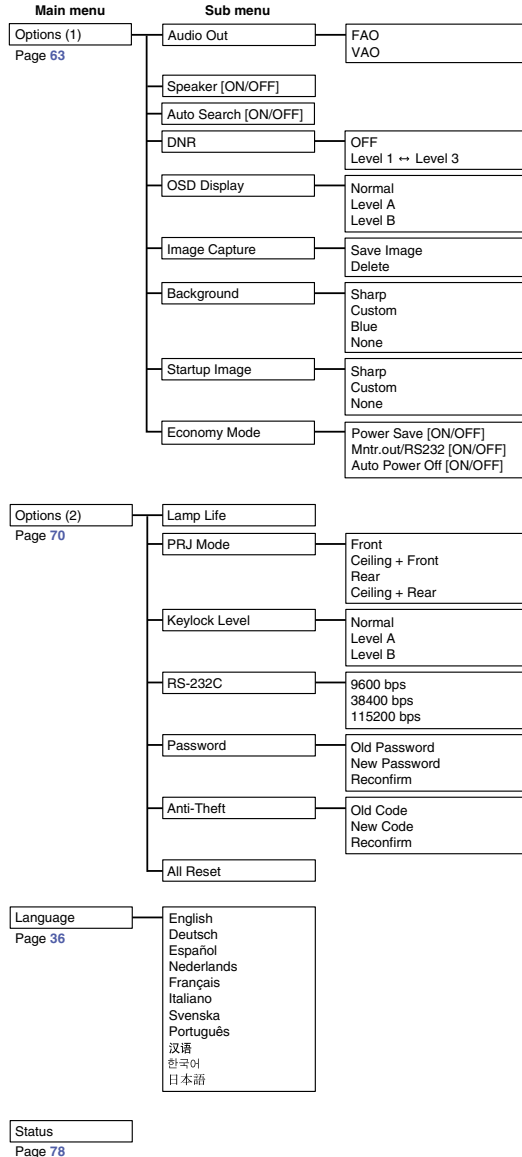 Main menu Sub menu
Options (1) Audio Out FAO
Page 63 VAO
Speaker [ON/OFF]
Auto Search [ON/OFF]
DNR OFF
Level 1 ↔ Level 3
OSD Display Normal
Level A
Level B
Image Capture Save Image
Delete
Background Sharp
Custom
Blue
None
Startup Image Sharp
Custom
None
Economy Mode Power Save [ON/OFF]
Mntr.out/RS232 [ON/OFF]
Auto Power Off [ON/OFF]
Options (2) Lamp Life
Page 70
PRJ Mode Front
Ceiling + Front
Rear
Ceiling + Rear
Keylock Level Normal
Level A
Level B
RS-232C 9600 bps
38400 bps
115200 bps
Password Old Password
New Password
Reconfirm
Anti-Theft Old Code
New Code
Reconfirm
All Reset
Language English
Page 36 Deutsch
Español
Nederlands
Français
Italiano
Svenska
Português
汉语
한국어
日本語
Status
Page 78